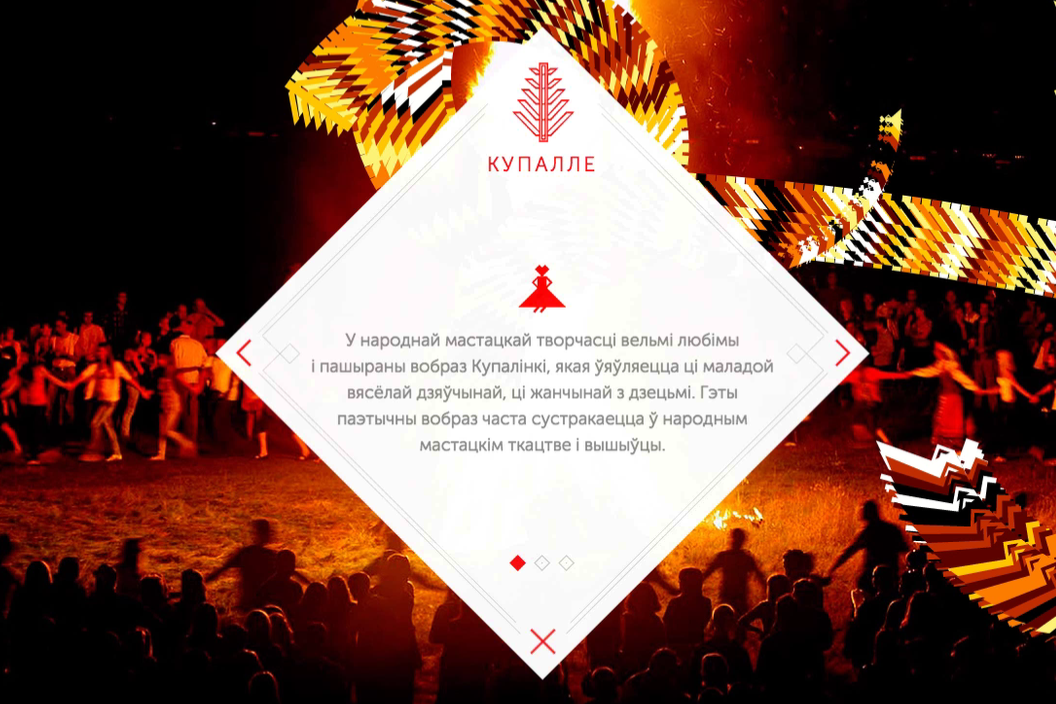 КУПАЛЛЕ
У народнай мастацкай творчасці вельмі любімы
і пашыраны вобраз Купалінкі, якая ўяўляецца ці маладой
вясёлай дзяўчынай, ці жанчынай з дзецьмі. Гэты
паэтычны вобраз часта сустракаецца ў народным
мастацкім ткацтве і вышыўцы.